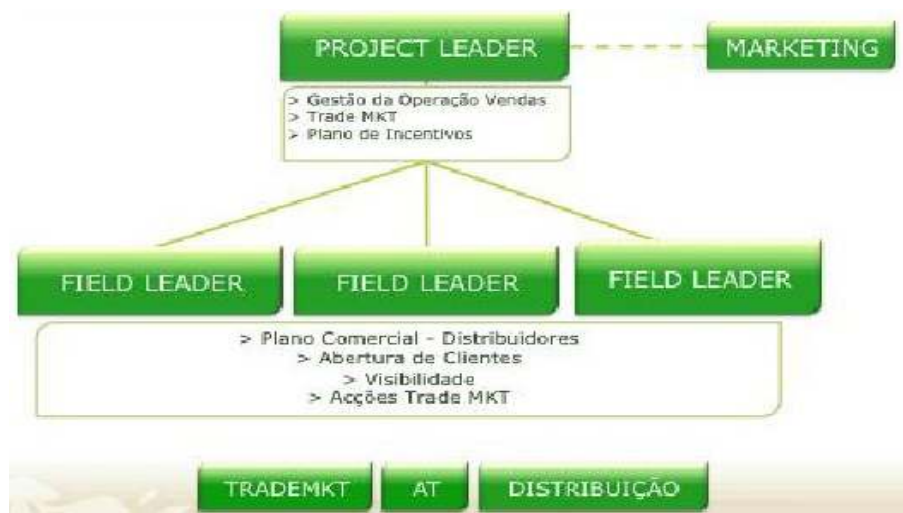 PROJECT LEADER
MARKETING
> Gestão da Operação Vendas
> Trade MKT
> Plano de Incentivos
FIELD LEADER
FIELD LEADER
FIELD LEADER
> Plano Comercial - Distribuidores
> Abertura de Clientes
> Visibilidade
> Acções Trade MKT
TRADEMKT
AT
DISTRIBUIÇÃO